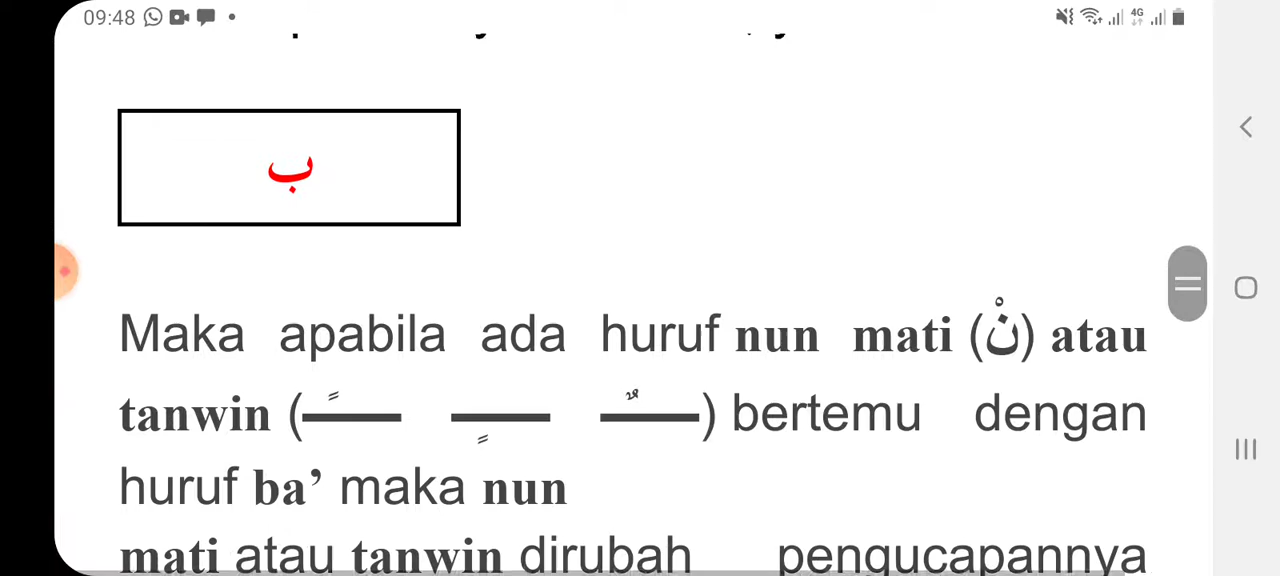 09:48
4G
ب
Maka apabila ada huruf nun mati (نْ) atau
tanwin (ـً ـٍ ـٌ) bertemu dengan
huruf ba’ maka nun
mati atau tanwin dirubah pengucapannya